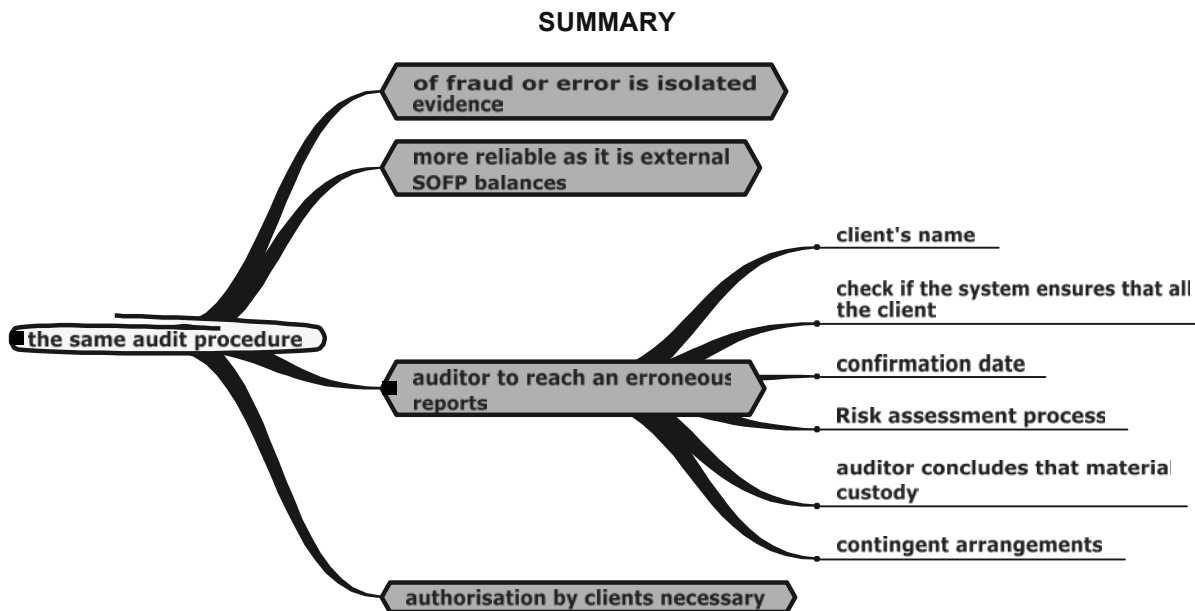 SUMMARY
of fraud or error is isolated
evidence
more reliable as it is external
SOFP balances
client's name
check if the system ensures that all
the client
the same audit procedure
confirmation date
auditor to reach an erroneous
reports
Risk assessment process
auditor concludes that material
custody
contingent arrangements
authorisation by clients necessary